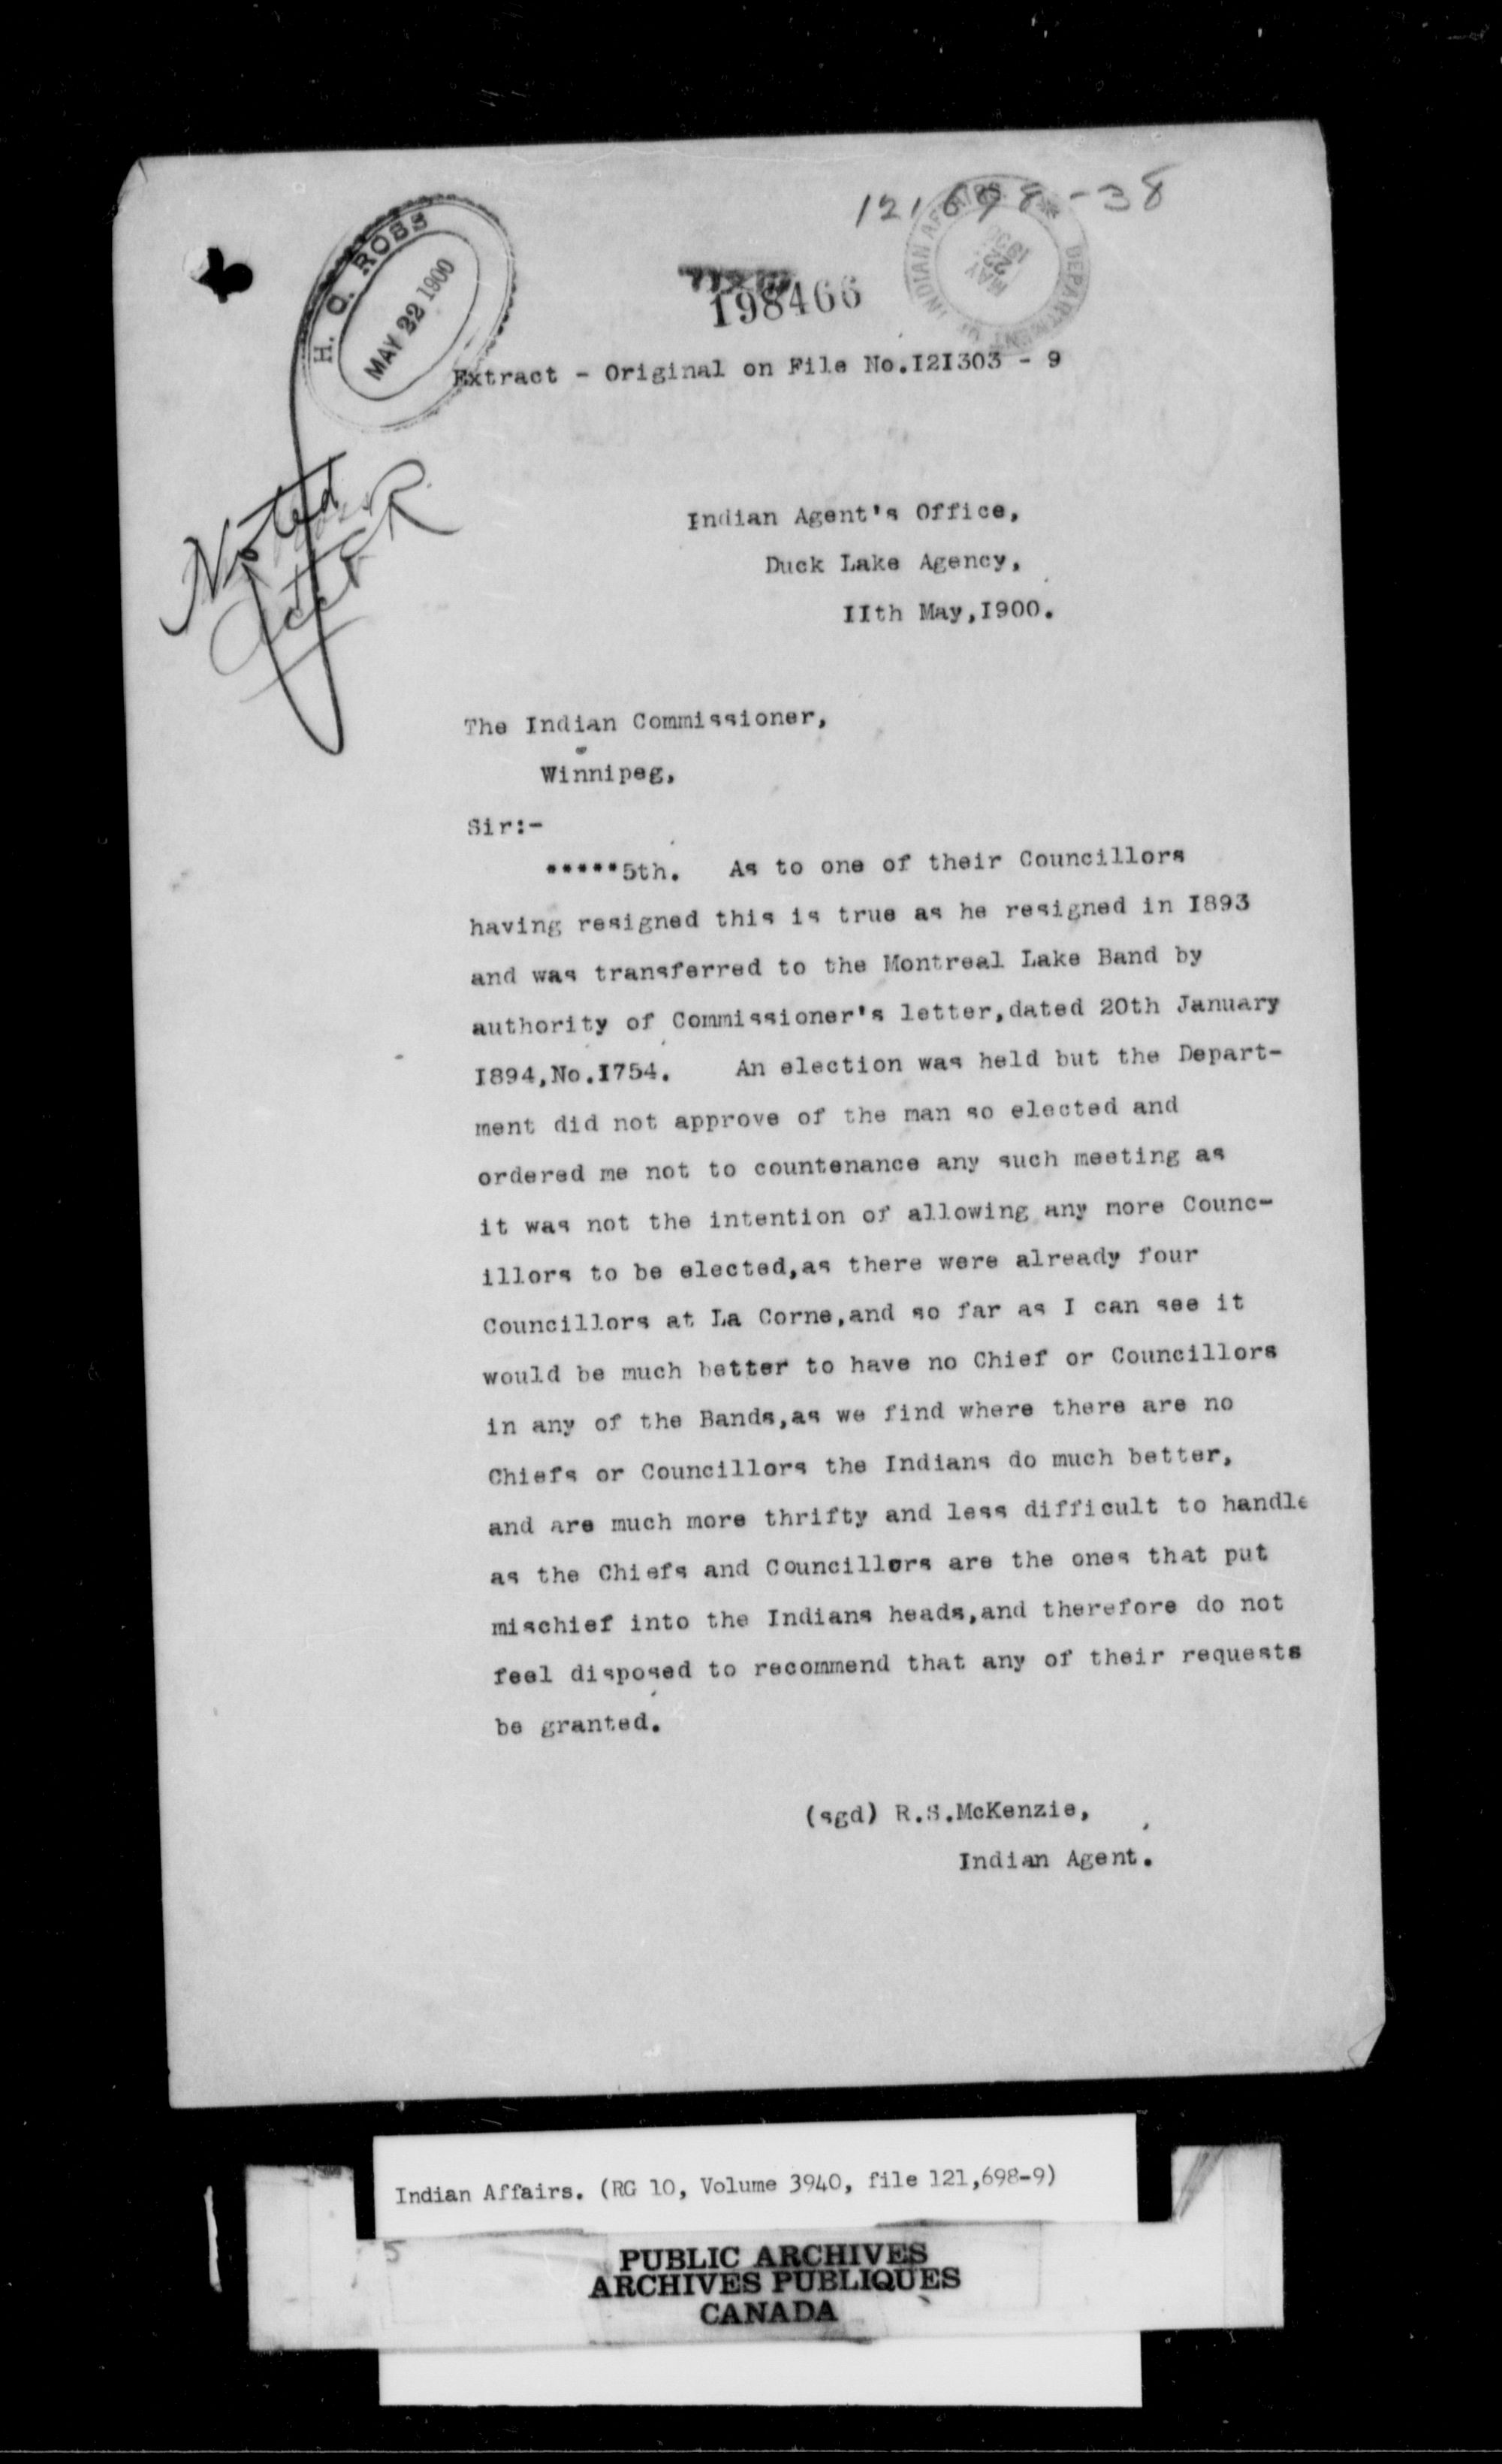 121698-38
H. C. ROSS
MAY 22 1900
DEPARTMENT OF INDIAN AFFAIRS
MAY
198466
Extract - Original on File No.I2I303 - 9
Noted
Indian Agent's Office,
Duck Lake Agency,
IIth May,I900.
The Indian Commissioner,
Winnipeg,
Sir:-
*****5th. As to one of their Councillors
having resigned this is true as he resigned in I893
and was transferred to the Montreal Lake Band by
authority of Commissioner's letter,dated 20th January
I894,No.I754. An election was held but the Depart-
ment did not approve of the man so elected and
ordered me not to countenance any such meeting as
it was not the intention of allowing any more Counc-
illors to be elected,as there were already four
Councillors at La Corne,and so far as I can see it
would be much better to have no Chief or Councillors
in any of the Bands,as we find where there are no
Chiefs or Councillors the Indians do much better,
and are much more thrifty and less difficult to handle
as the Chiefs and Councillors are the ones that put
mischief into the Indians heads,and therefore do not
feel disposed to recommend that any of their requests
be granted.
(sgd) R.S.McKenzie,
Indian Agent.
Indian Affairs. (RG 10, Volume 3940, file 121,698-9)
5
PUBLIC ARCHIVES
ARCHIVES PUBLIQUES
CANADA